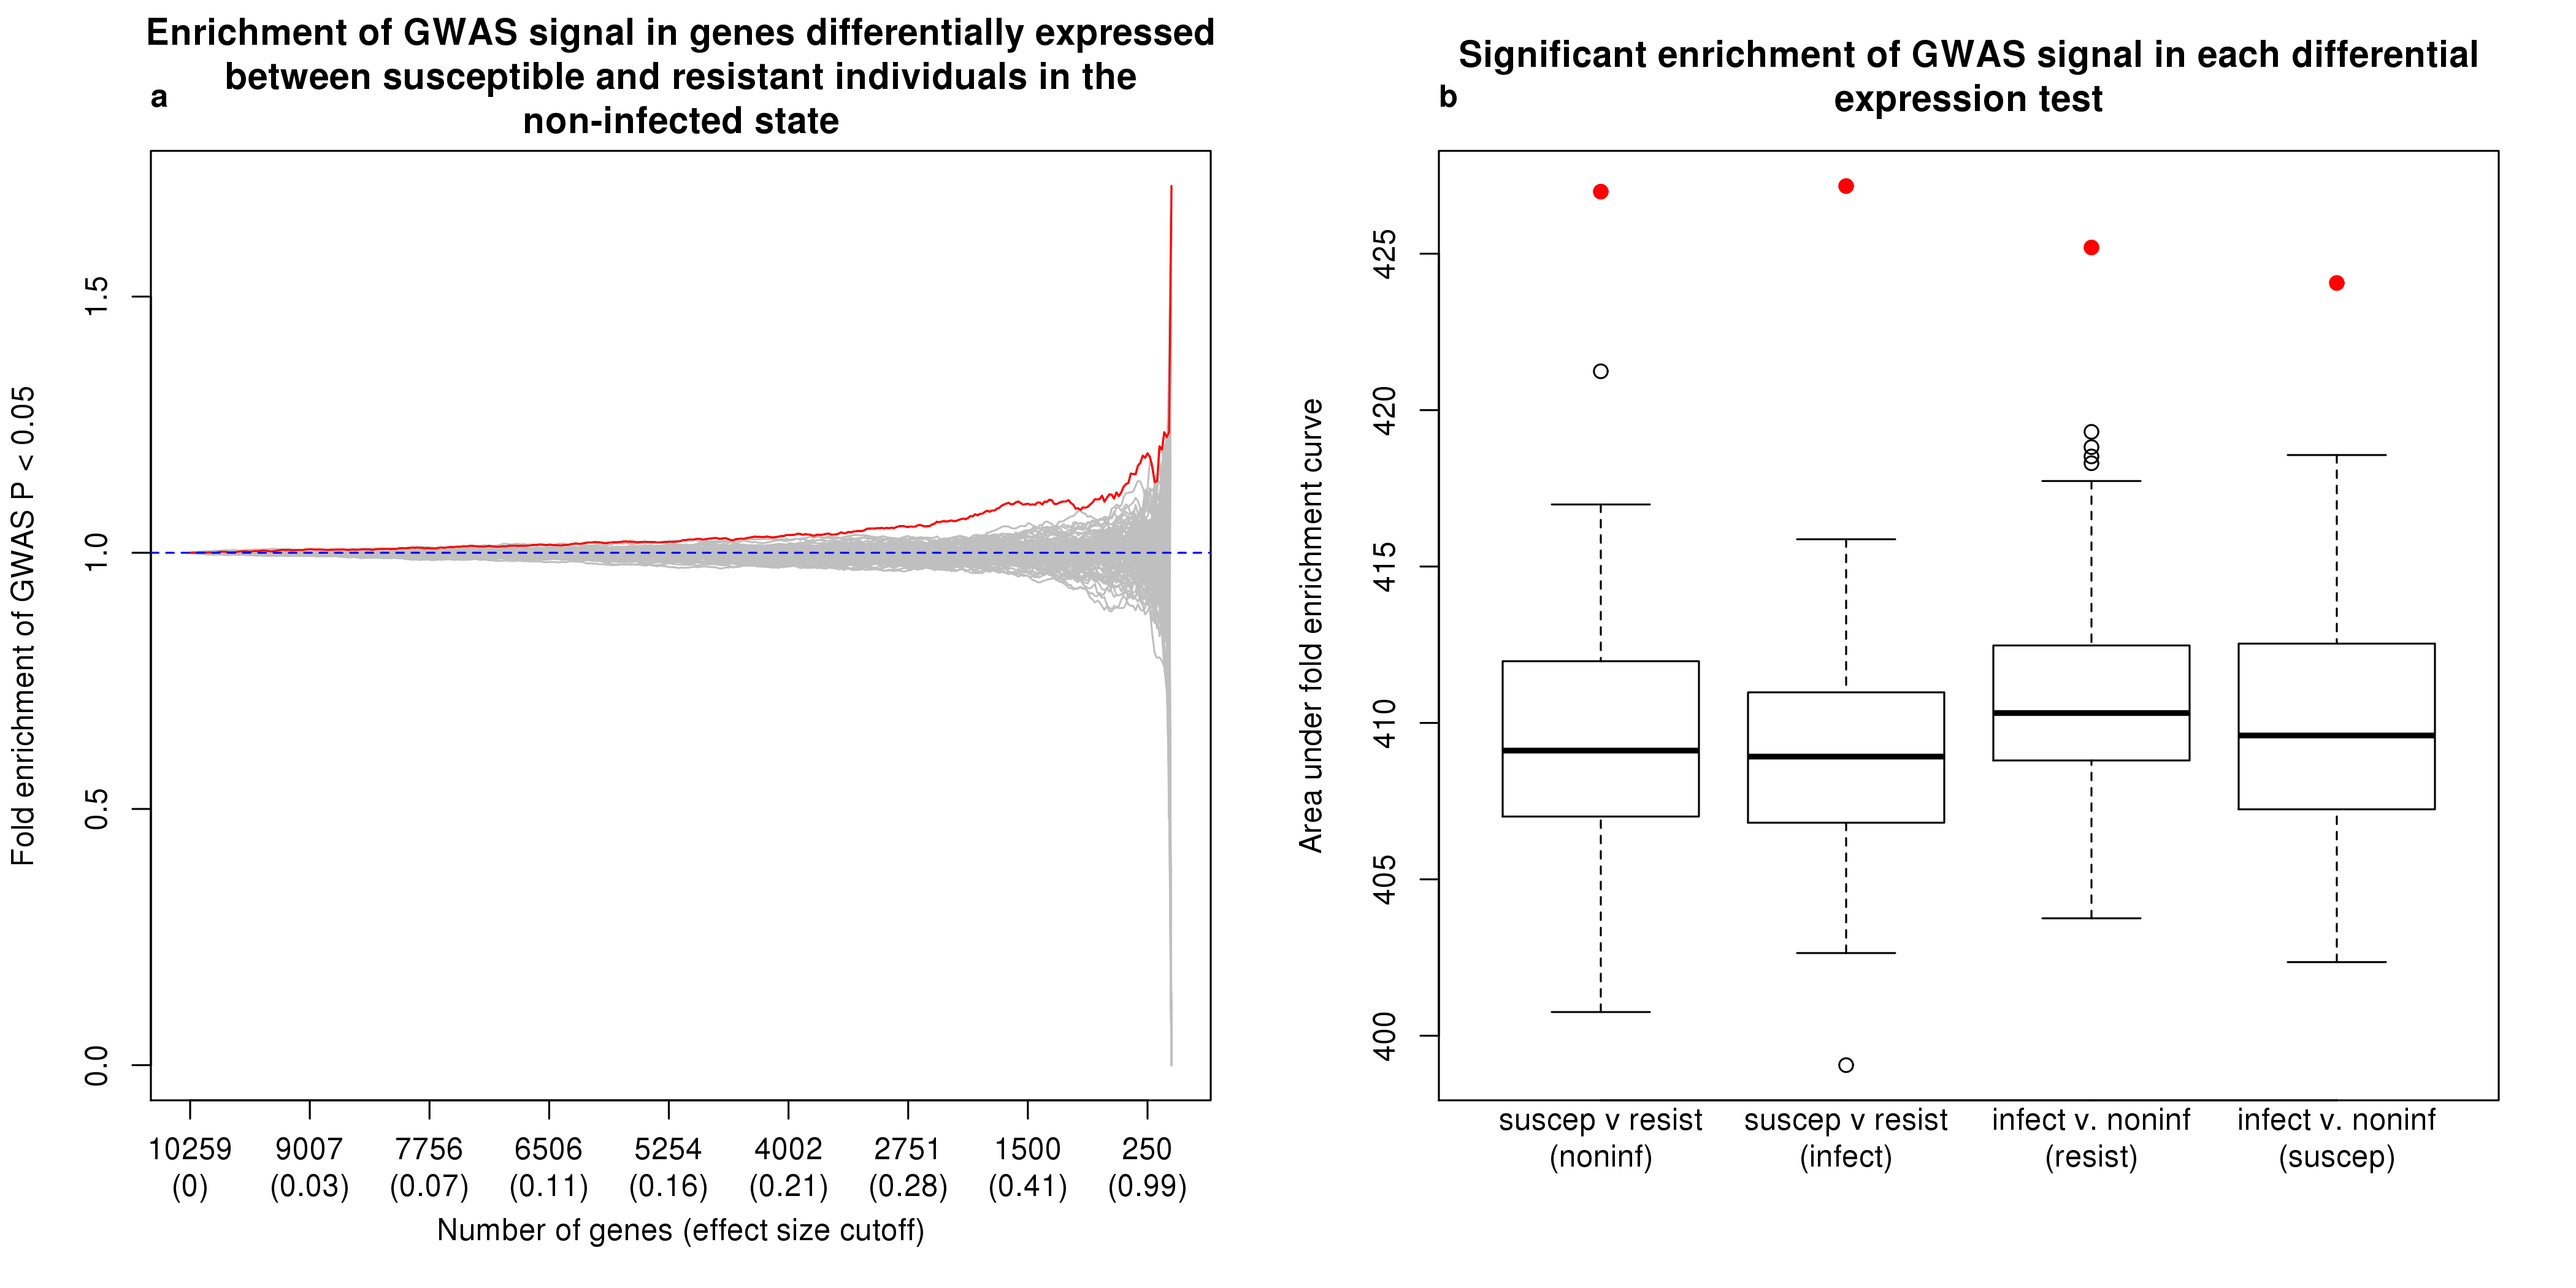 Enrichment of GWAS signal in genes differentially expressed
between susceptible and resistant individuals in the
non-infected state
a
Fold enrichment of GWAS P < 0.05
1.5
1.0
0.5
0.0
10259 9007 7756 6506 5254 4002 2751 1500 250
(0) (0.03) (0.07) (0.11) (0.16) (0.21) (0.28) (0.41) (0.99)
Number of genes (effect size cutoff)
Significant enrichment of GWAS signal in each differential
expression test
b
Area under fold enrichment curve
425
420
415
410
405
400
suscep v resist suscep v resist infect v. noninf infect v. noninf
(noninf) (infect) (resist) (suscep)